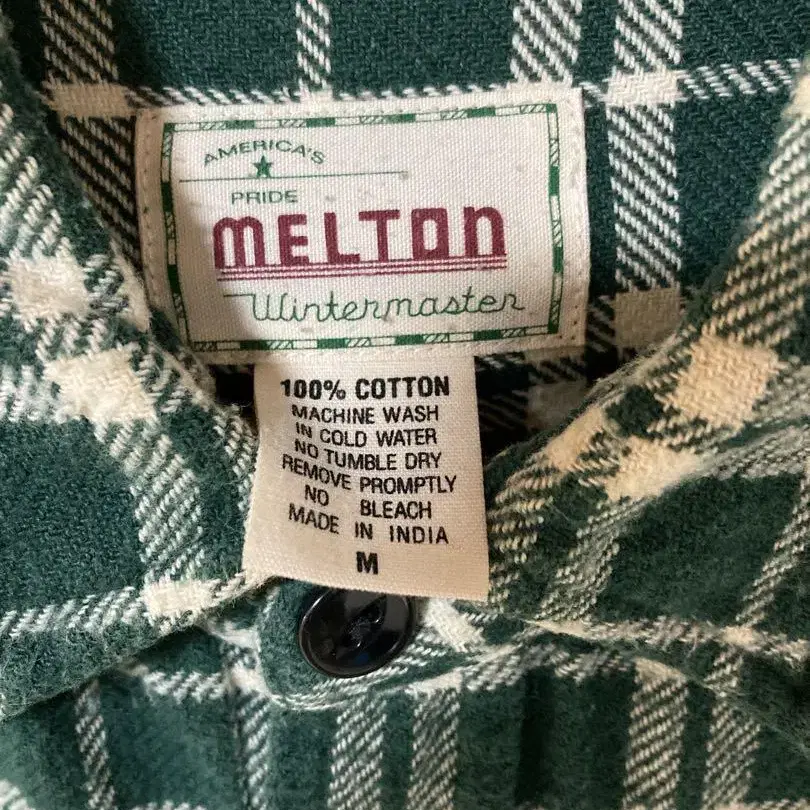 AMERICA'S
PRIDE
MELTON
Wintermaster
100% COTTON
MACHINE WASH
IN COLD WATER
NO TUMBLE DRY
REMOVE PROMPTLY
NO BLEACH
MADE IN INDIA
M